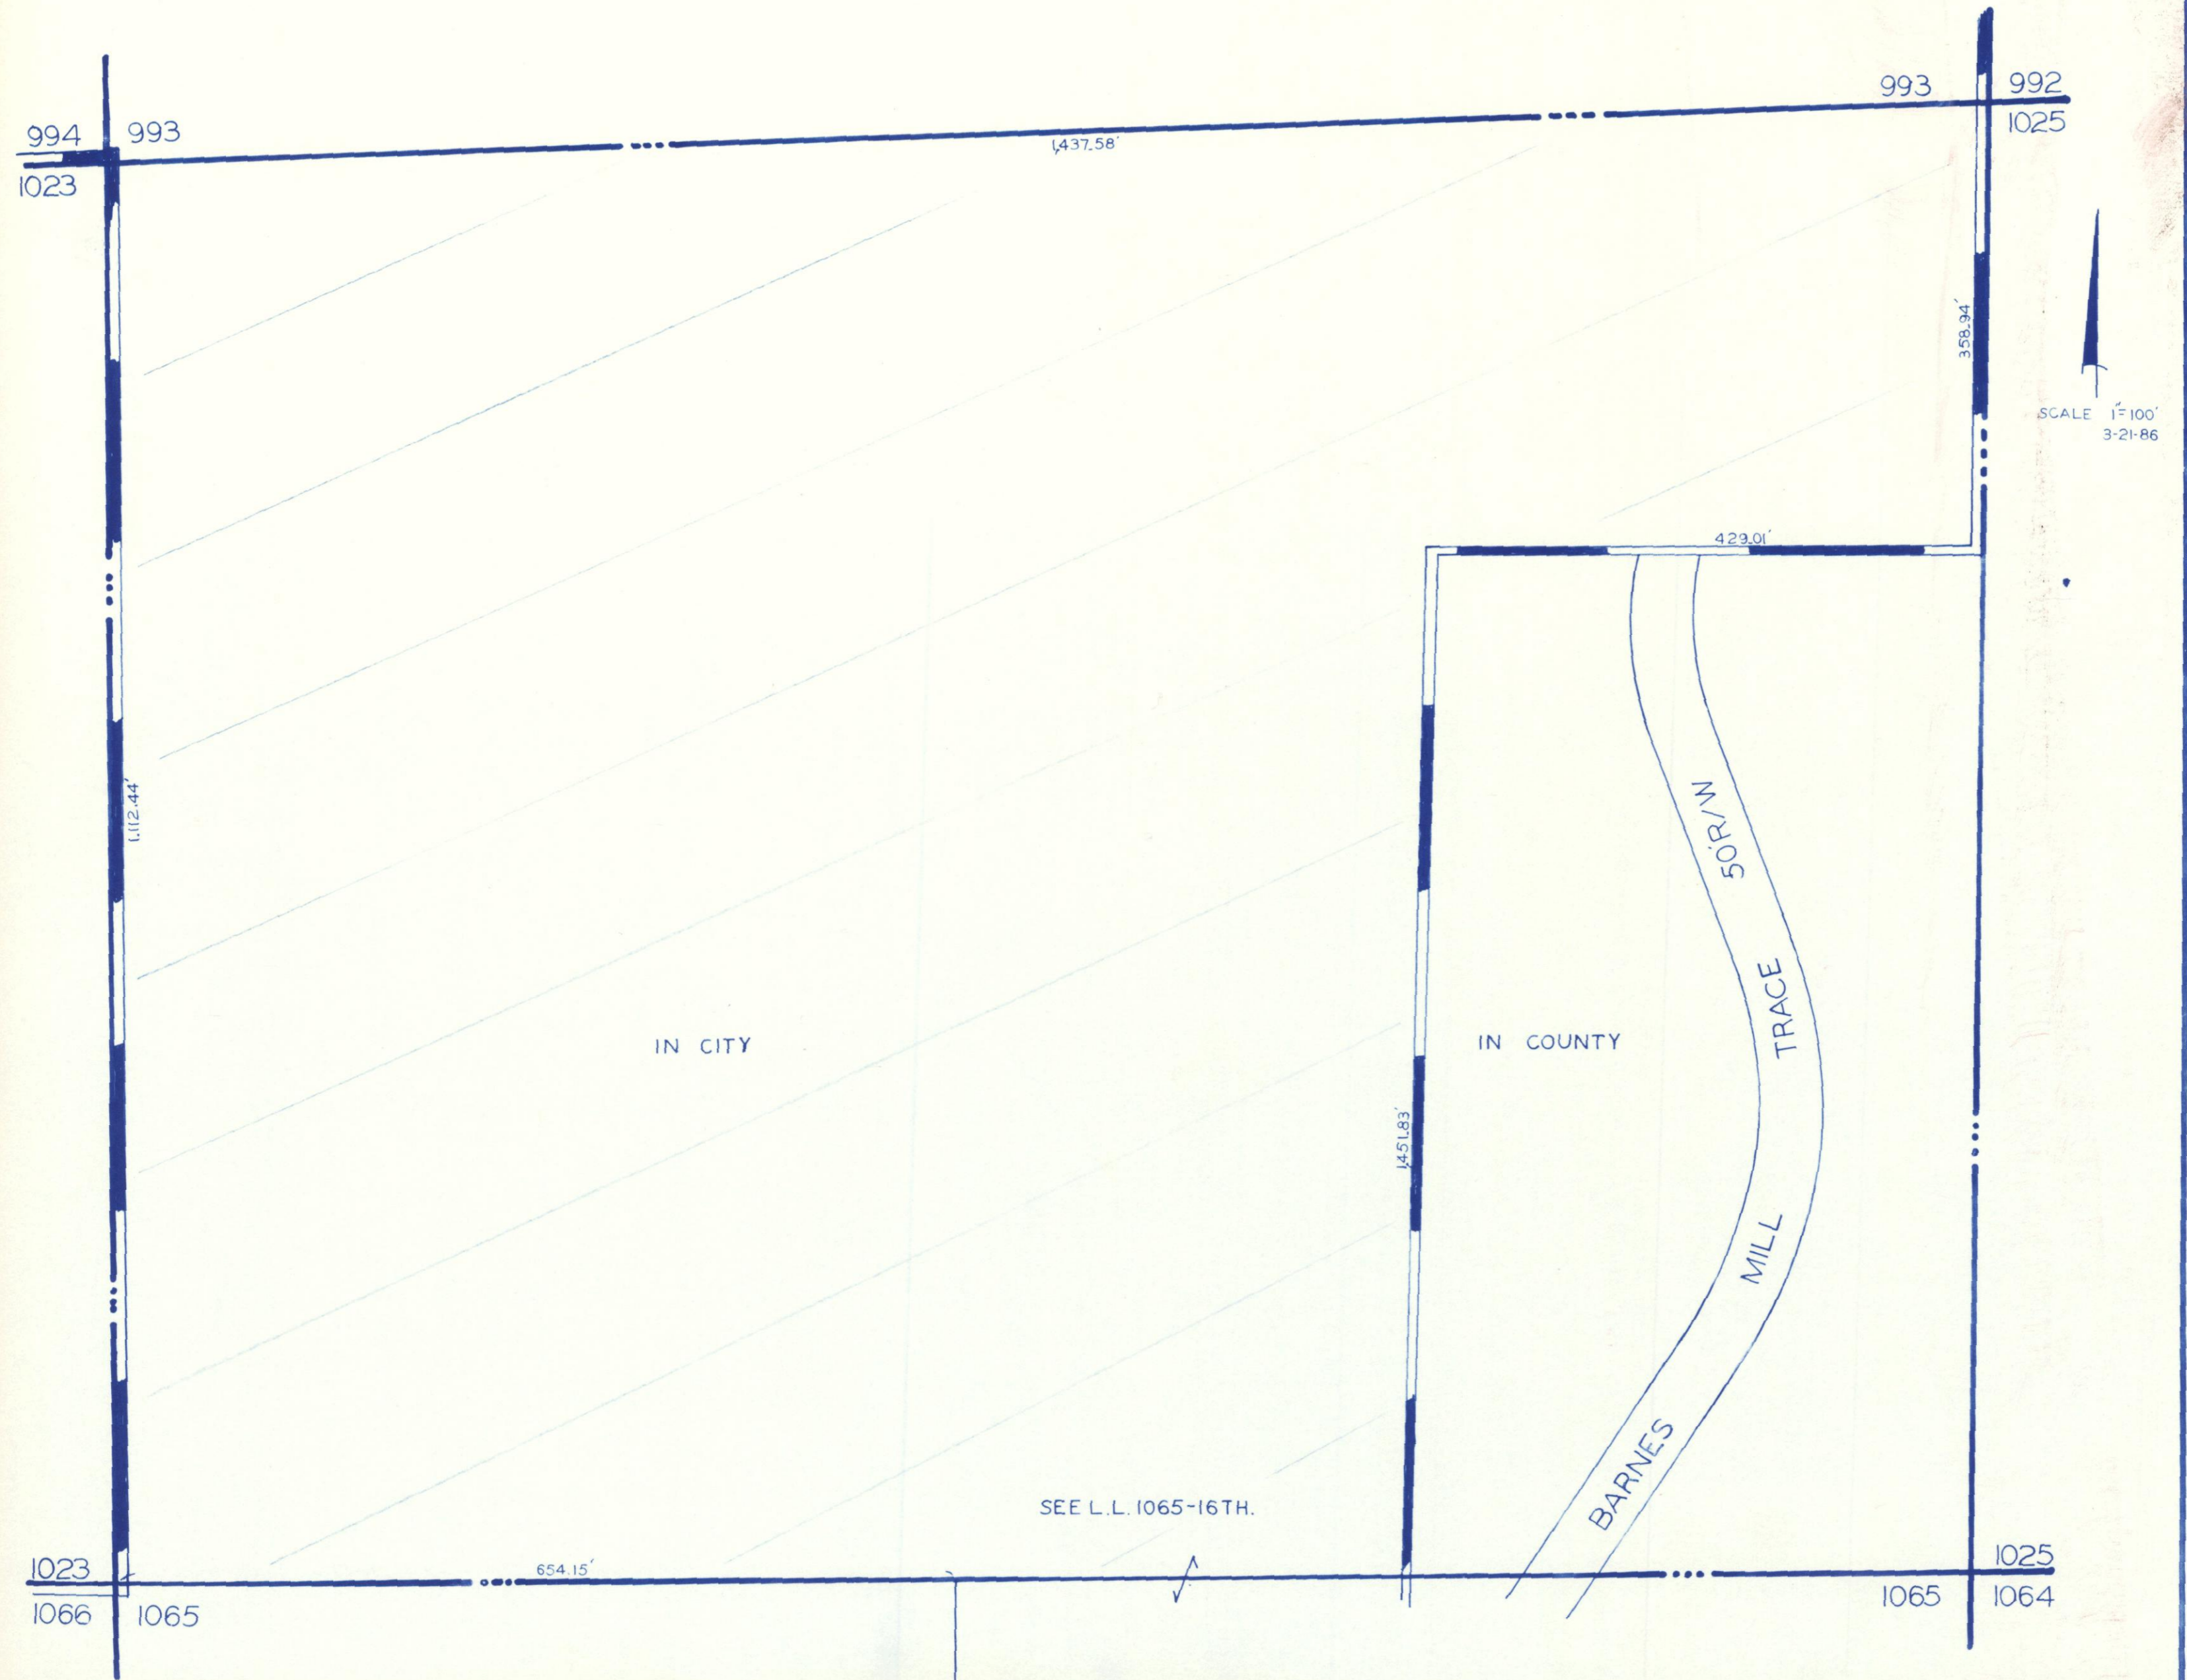 994 993
993 992
1023
1025
1,437.58'
358.94'
SCALE 1"=100'
3-21-86
429.01'
1,112.44'
50'R/W
TRACE
IN CITY
IN COUNTY
1,451.83'
MILL
BARNES
SEE L.L. 1065-16TH.
654.15'
1023
1025
1066 1065
1065 1064